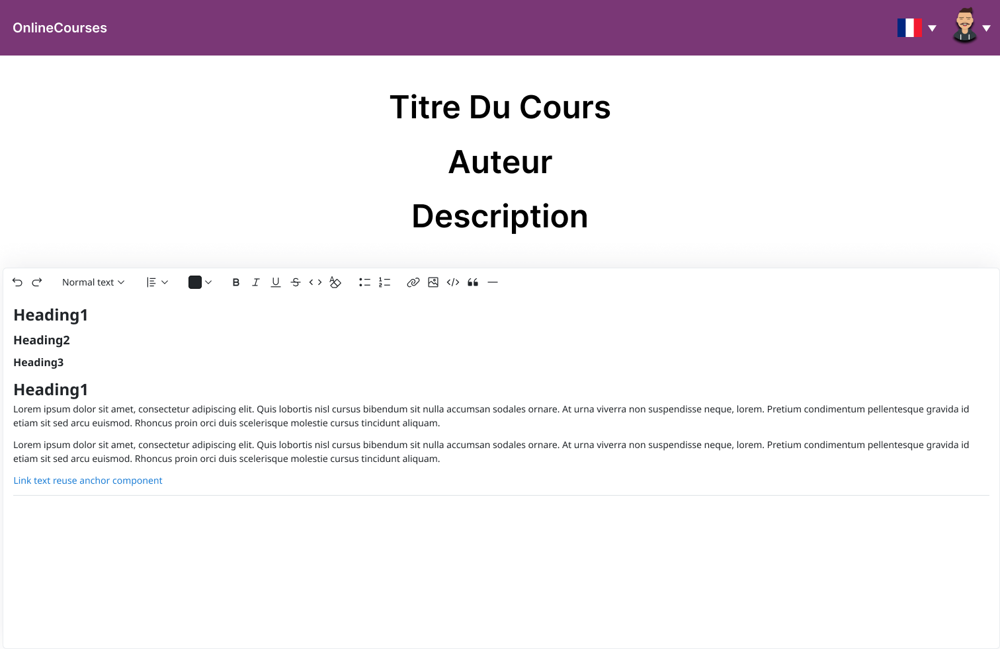 OnlineCourses
Titre Du Cours
Auteur
Description
Normal text
Heading1
Heading2
Heading3
Heading1
Lorem ipsum dolor sit amet, consectetur adipiscing elit. Quis lobortis nisl cursus bibendum sit nulla accumsan sodales ornare. At urna viverra non suspendisse neque, lorem. Pretium condimentum pellentesque gravida id
etiam sit sed arcu euismod. Rhoncus proin orci duis scelerisque molestie cursus tincidunt aliquam.
Lorem ipsum dolor sit amet, consectetur adipiscing elit. Quis lobortis nisl cursus bibendum sit nulla accumsan sodales ornare. At urna viverra non suspendisse neque, lorem. Pretium condimentum pellentesque gravida id
etiam sit sed arcu euismod. Rhoncus proin orci duis scelerisque molestie cursus tincidunt aliquam.
Link text reuse anchor component